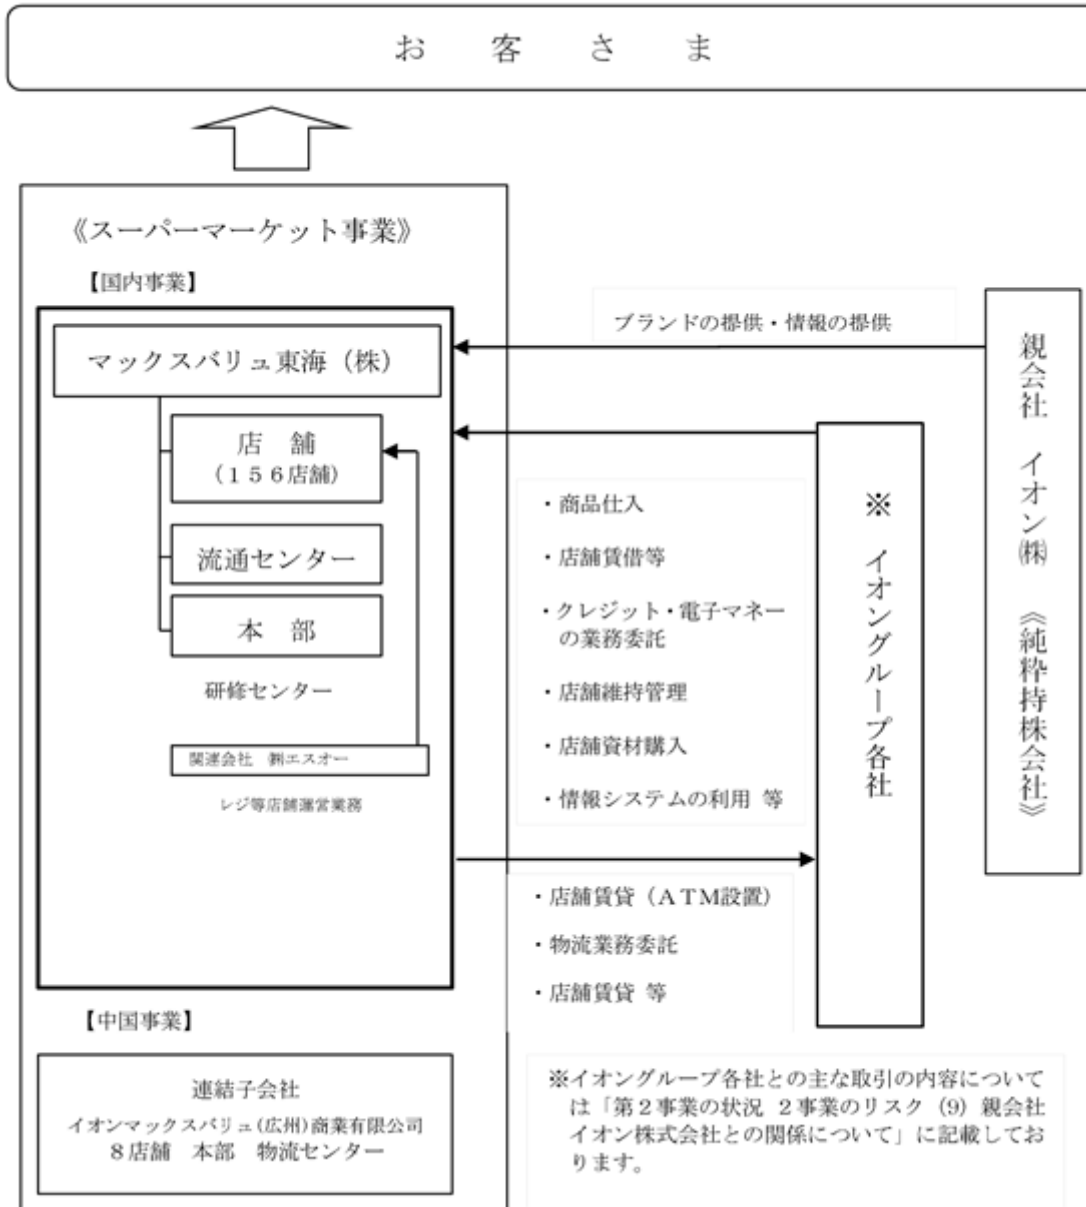 お 客 さ ま
《スーパーマーケット事業》
【国内事業】
マックスバリュ東海（株）
店 舗
（１５６店舗）
流通センター
本 部
研修センター
関連会社 ㈱エスオー
レジ等店舗運営業務
ブランドの提供・情報の提供
・商品仕入
・店舗賃借等
・クレジット・電子マネー
の業務委託
・店舗維持管理
・店舗資材購入
・情報システムの利用 等
・店舗賃貸（ＡＴＭ設置）
・物流業務委託
・店舗賃貸 等
※ イオングループ各社
親会社 イオン㈱ 《純粋持株会社》
【中国事業】
連結子会社
イオンマックスバリュ(広州)商業有限公司
８店舗 本部 物流センター
※イオングループ各社との主な取引の内容について
は「第２事業の状況 ２事業のリスク（9）親会社
イオン株式会社との関係について」に記載してお
ります。